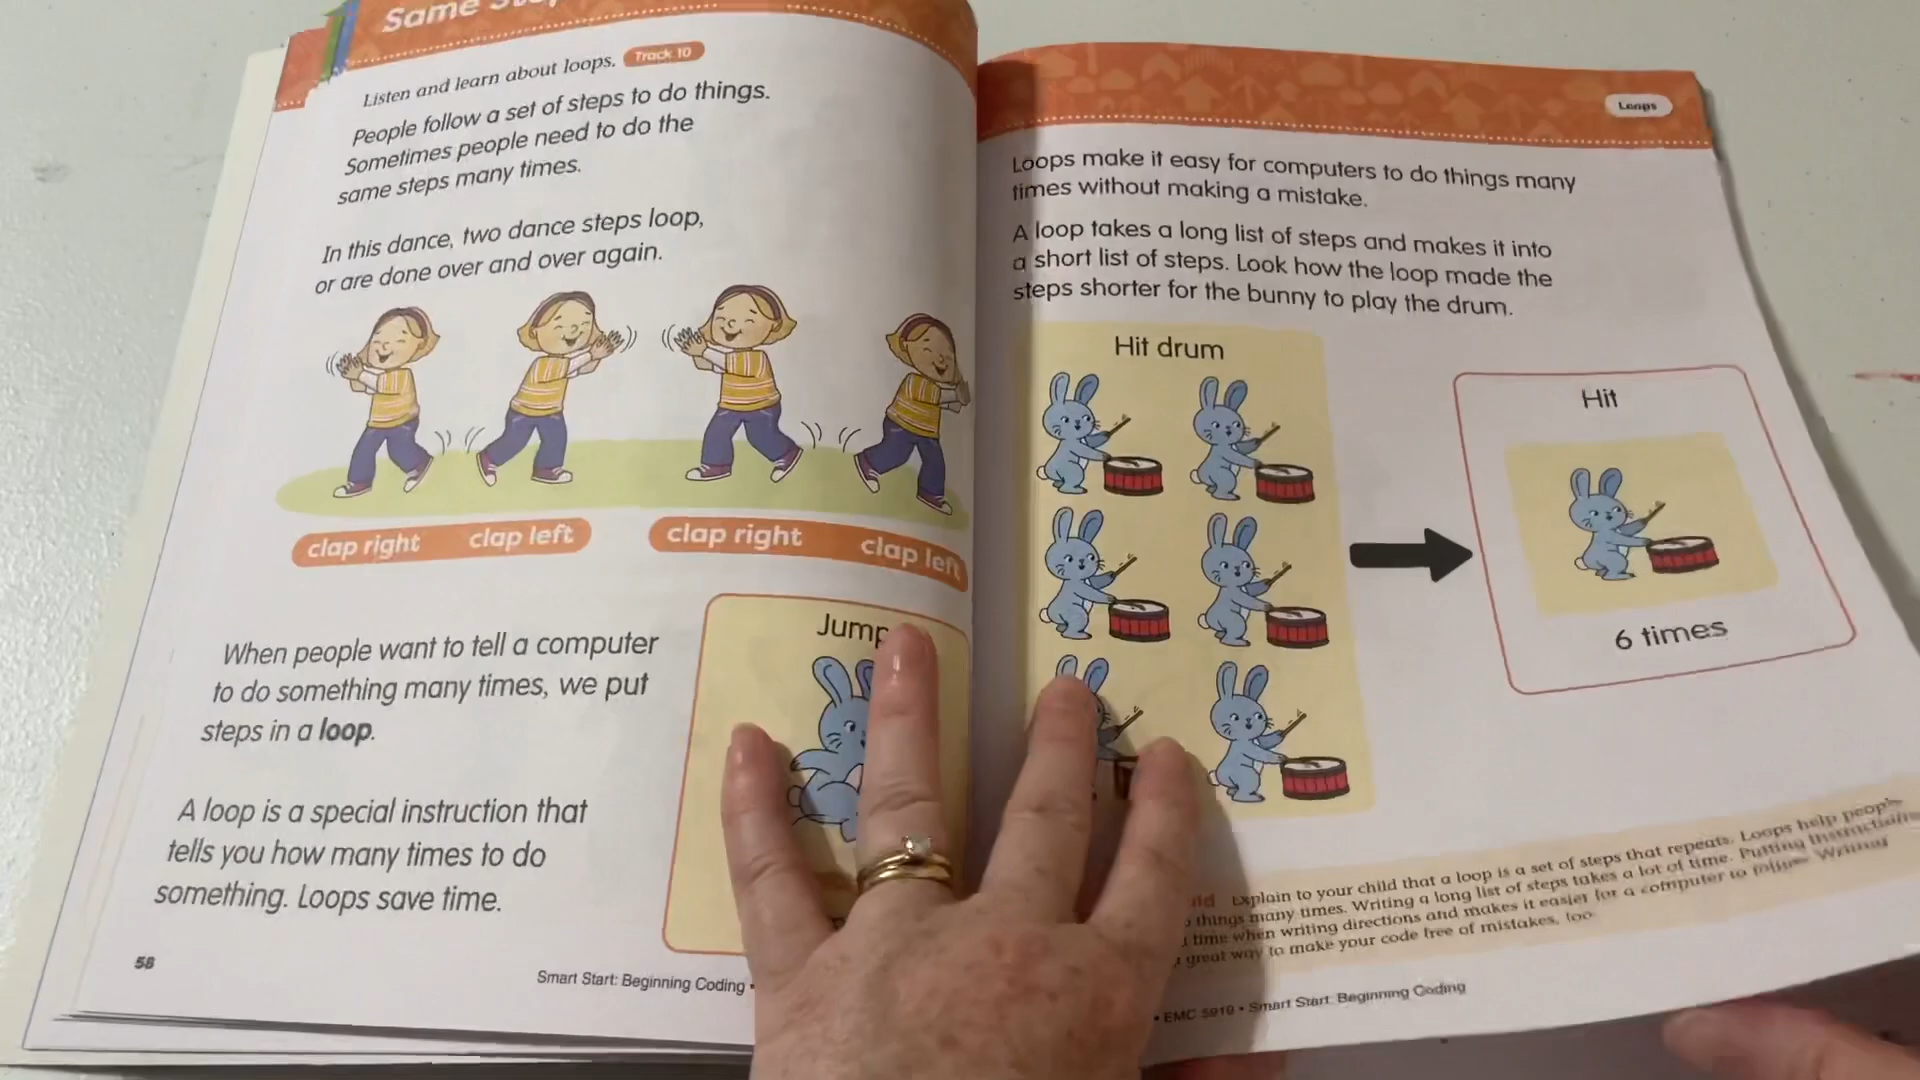 Same
Listen and learn about loops. Track 10
People follow a set of steps to do things.
Sometimes people need to do the
same steps many times.
In this dance, two dance steps loop,
or are done over and over again.
clap right clap left clap right clap left
When people want to tell a computer
to do something many times, we put
steps in a loop.
A loop is a special instruction that
tells you how many times to do
something. Loops save time.
Jump
58
Smart Start: Beginning Coding •
Loops
Loops make it easy for computers to do things many
times without making a mistake.
A loop takes a long list of steps and makes it into
a short list of steps. Look how the loop made the
steps shorter for the bunny to play the drum.
Hit drum
Hit
6 times
Explain to your child that a loop is a set of steps that repeats. Loops help people
things many times. Writing a long list of steps takes a lot of time. Putting instructions
time when writing directions and makes it easier for a computer to follow. Writing
great way to make your code free of mistakes, too.
• EMC 5919 • Smart Start: Beginning Coding